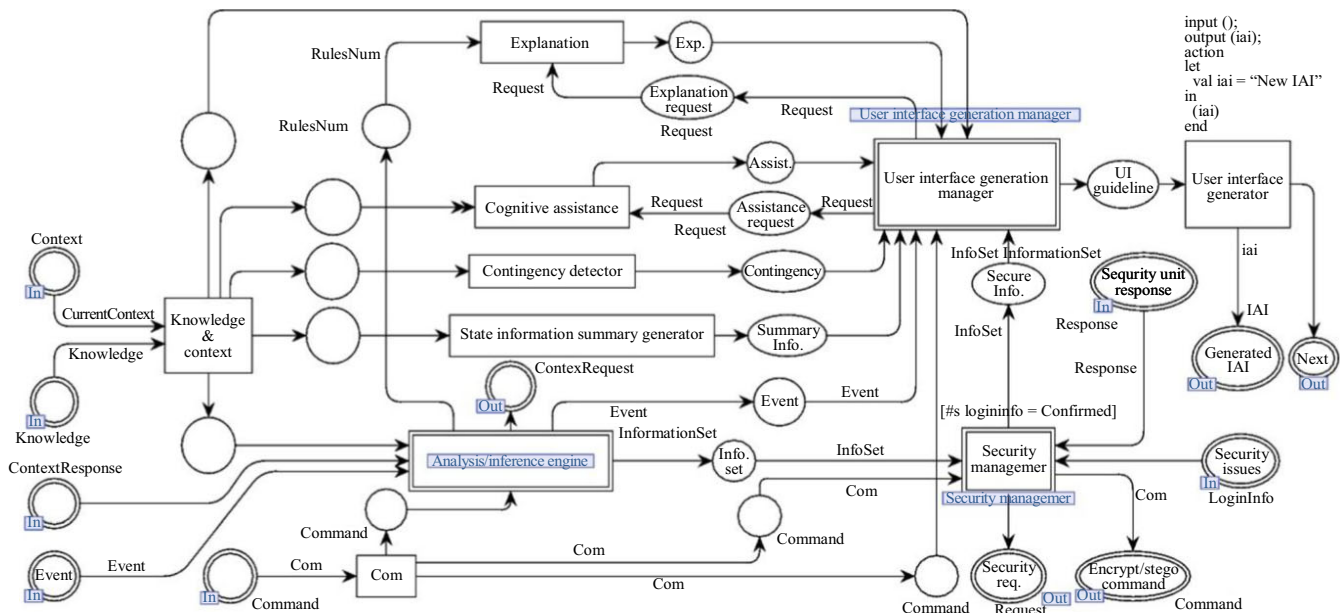 input ();
output (iai);
action
let
val iai = “New IAI”
in
(iai)
end
RulesNum
Explanation
Exp.
Request
Explanation
request
Request
Request
RulesNum
User interface generation manager
Assist.
User interface generation
manager
UI
guideline
User interface
generator
Cognitive assistance
Request
Assistance
request
Request
Request
Context
In
iai
InfoSet InformationSet
Contingency detector
Contingency
Secure
Info.
Sequrity unit
response
In
CurrentContext
Knowledge
&
context
Knowledge
State information summary generator
Summary
Info.
InfoSet
Response
IAI
Generated
IAI
Out
Next
Out
ContexRequest
Out
Response
In
Knowledge
Event
Event
Event
[#s logininfo = Confirmed]
InformationSet
ContextResponse
In
Analysis/inference engine
Info.
set
InfoSet
Security
managemer
Security managemer
Security
issues
In
LoginInfo
Com
Com
Command
Command
Event
In
Event
In
Com
Command
Com
Com
Com
Command
Security
req.
Out
Request
Encrypt/stego
command
Out
Command